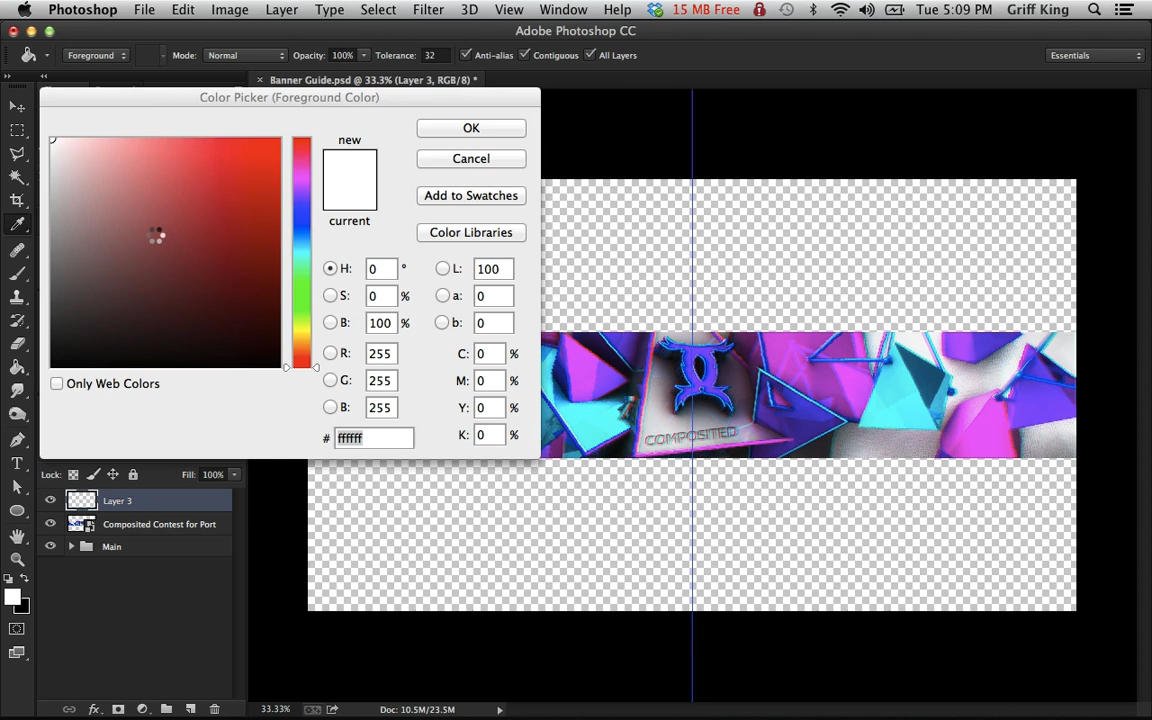 Photoshop File Edit Image Layer Type Select Filter 3D View Window Help 15 MB Free Tue 5:09 PM Griff King
Adobe Photoshop CC
Foreground Mode: Normal Opacity: 100% Tolerance: 32 Anti-alias Contiguous All Layers Essentials
Banner Guide.psd @ 33.3% (Layer 3, RGB/8) *
Color Picker (Foreground Color)
new
current
OK
Cancel
Add to Swatches
Color Libraries
H: 0 ° L: 100
S: 0 % a: 0
B: 100 % b: 0
R: 255 C: 0 %
G: 255 M: 0 %
B: 255 Y: 0 %
# ffffff K: 0 %
Only Web Colors
COMPOSITED
Lock: Fill: 100%
Layer 3
Composited Contest for Port
Main
33.33% Doc: 10.5M/23.5M